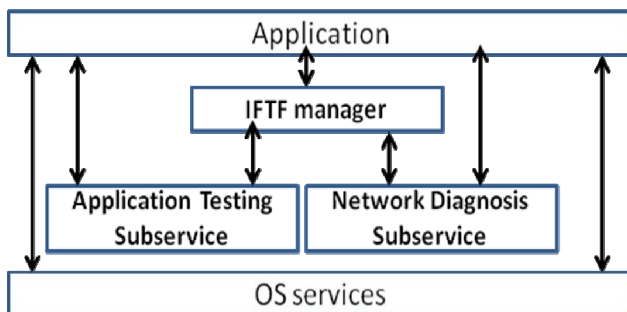 Application
IFTF manager
Application Testing
Subservice
Network Diagnosis
Subservice
OS services